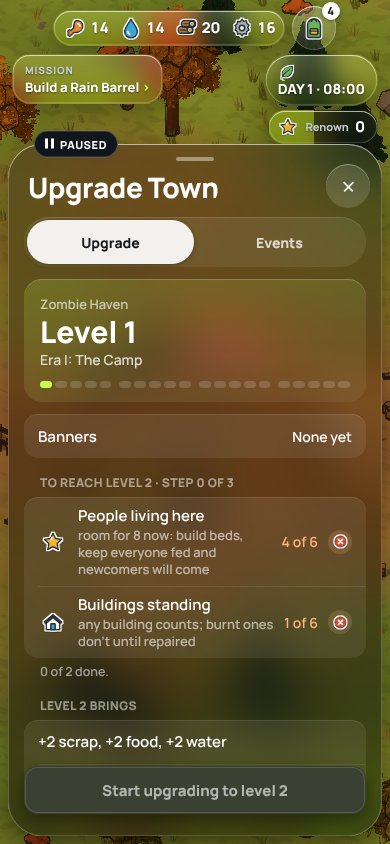 14
14
20
16
4
MISSION
Build a Rain Barrel ›
DAY 1 · 08:00
Renown 0
PAUSED
Upgrade Town
Upgrade
Events
Zombie Haven
Level 1
Era I: The Camp
Banners
None yet
TO REACH LEVEL 2 · STEP 0 OF 3
People living here
room for 8 now: build beds,
keep everyone fed and
newcomers will come
4 of 6
Buildings standing
any building counts; burnt ones
don't until repaired
1 of 6
0 of 2 done.
LEVEL 2 BRINGS
+2 scrap, +2 food, +2 water
Start upgrading to level 2